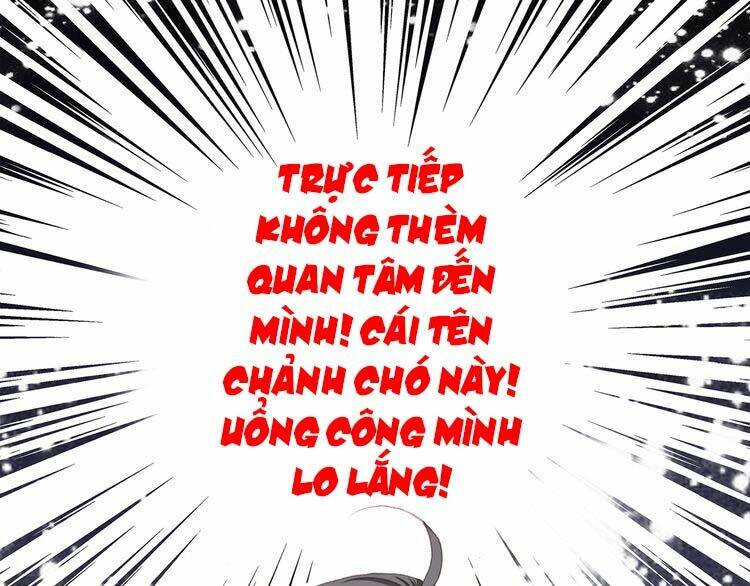 TRỰC TIẾP
KHÔNG THÈM
QUAN TÂM ĐẾN
MÌNH! CÁI TÊN
CHẢNH CHÓ NÀY!
UỔNG CÔNG MÌNH
LO LẮNG!